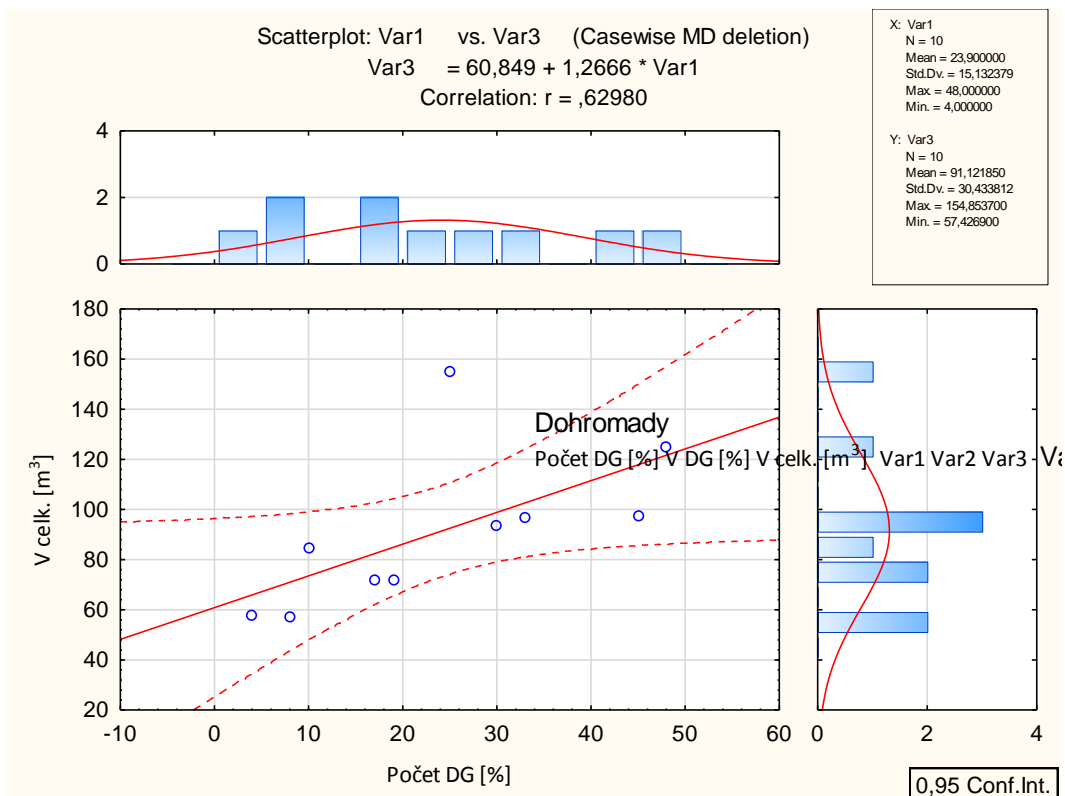 Scatterplot: Var1 vs. Var3 (Casewise MD deletion)
Var3 = 60,849 + 1,2666 * Var1
Correlation: r = ,62980
X: Var1
N = 10
Mean = 23,900000
Std.Dv. = 15,132379
Max. = 48,000000
Min. = 4,000000
Y: Var3
N = 10
Mean = 91,121850
Std.Dv. = 30,433812
Max. = 154,853700
Min. = 57,426900
4
2
0
180
160
140
120
100
80
60
40
20
V celk. [m³]
Dohromady
Počet DG [%] V DG [%] V celk. [m³] Var1 Var2 Var3
-10 0 10 20 30 40 50 60
0 2 4
Počet DG [%]
0,95 Conf.Int.